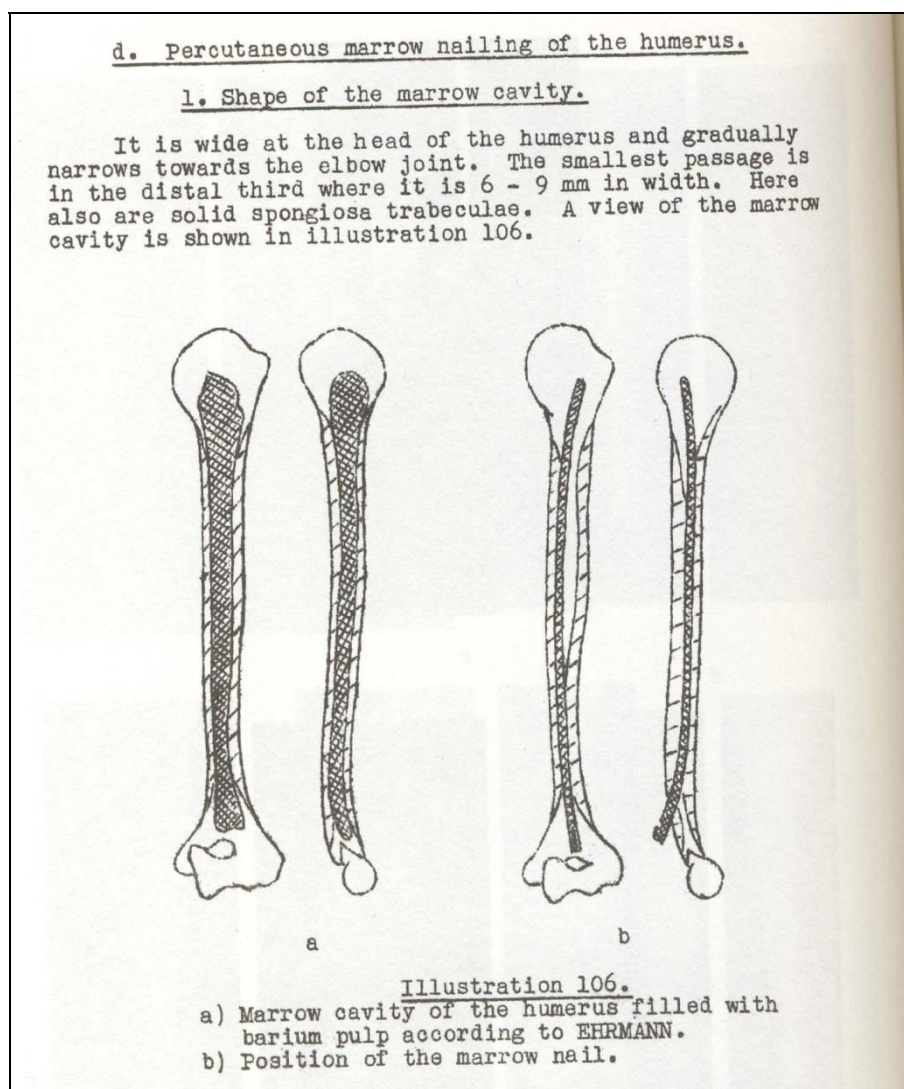 d. Percutaneous marrow nailing of the humerus.
1. Shape of the marrow cavity.
It is wide at the head of the humerus and gradually
narrows towards the elbow joint. The smallest passage is
in the distal third where it is 6 - 9 mm in width. Here
also are solid spongiosa trabeculae. A view of the marrow
cavity is shown in illustration 106.
a
b
Illustration 106.
a) Marrow cavity of the humerus filled with
barium pulp according to EHRMANN.
b) Position of the marrow nail.